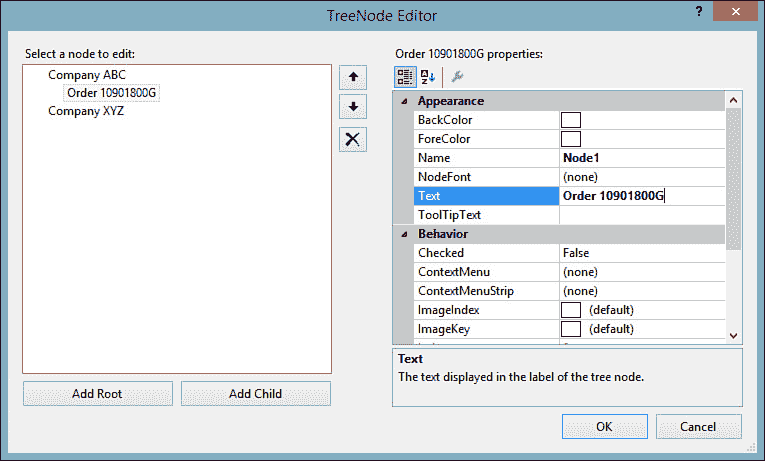 TreeNode Editor
?
Select a node to edit:
Company ABC
Order 10901800G
Company XYZ
Add Root
Add Child
Order 10901800G properties:
Appearance
BackColor
ForeColor
Name Node1
NodeFont (none)
Text Order 10901800G
ToolTipText
Behavior
Checked False
ContextMenu (none)
ContextMenuStrip (none)
ImageIndex (default)
ImageKey (default)
Text
The text displayed in the label of the tree node.
OK
Cancel